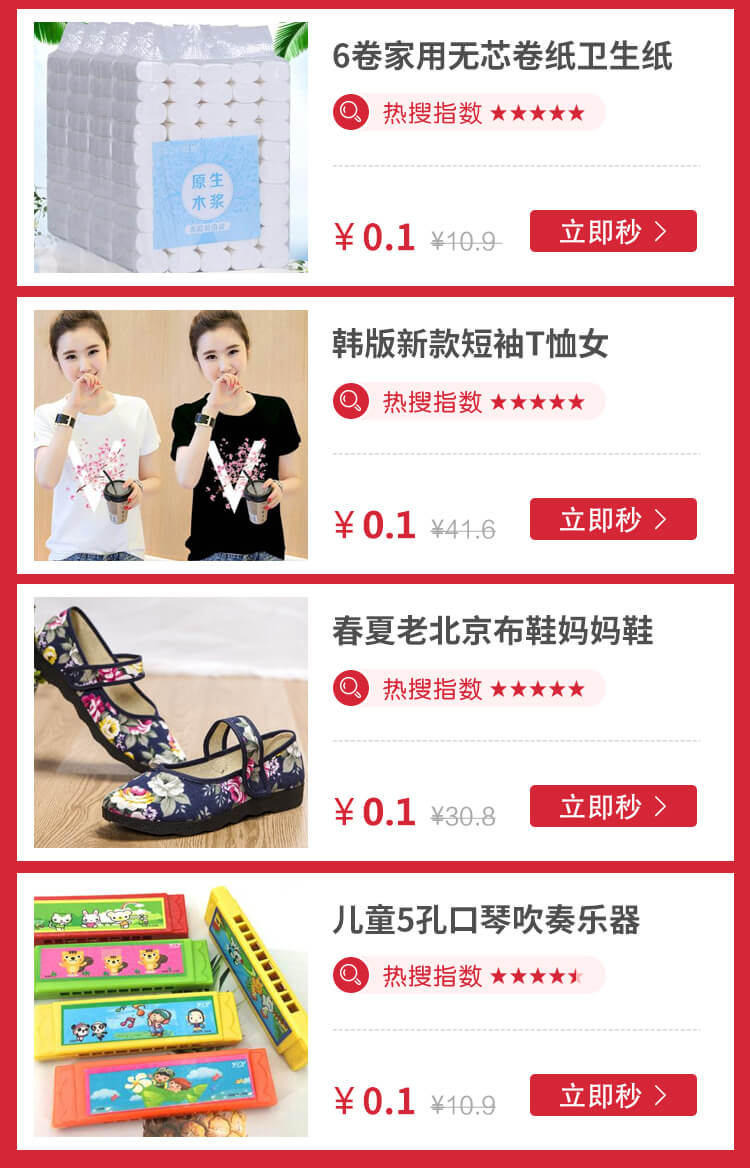 6卷家用无芯卷纸卫生纸
热搜指数
原生
木浆
¥0.1 ¥10.9 立即秒
韩版新款短袖T恤女
热搜指数
V V
¥0.1 ¥41.6 立即秒
春夏老北京布鞋妈妈鞋
热搜指数
¥0.1 ¥30.8 立即秒
儿童5孔口琴吹奏乐器
热搜指数
¥0.1 ¥10.9 立即秒